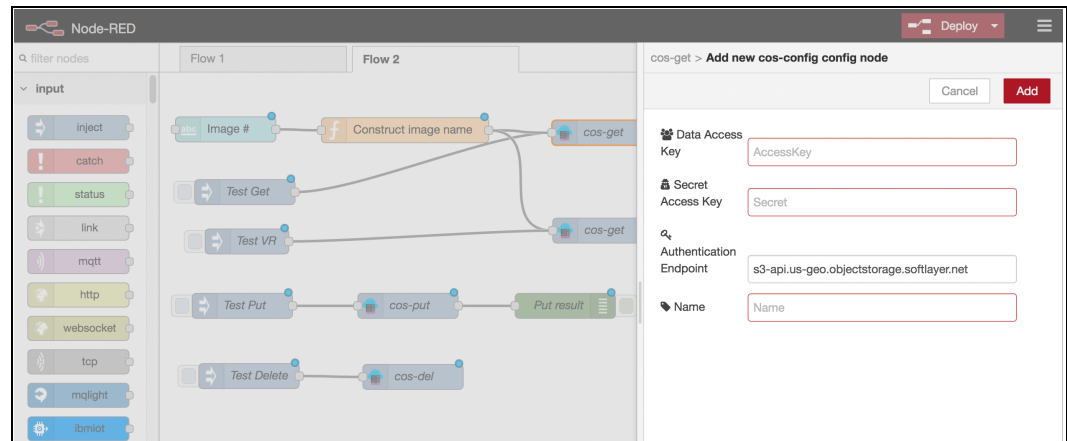 Node-RED
Deploy
filter nodes
Flow 1
Flow 2
cos-get > Add new cos-config config node
Cancel
Add
input
inject
catch
status
link
mqtt
http
websocket
tcp
mqlight
ibmiot
abc
Image #
f
Construct image name
cos-get
Test Get
Test VR
cos-get
Test Put
cos-put
Put result
Test Delete
cos-del
Data Access
Key
AccessKey
Secret
Access Key
Secret
Authentication
Endpoint
s3-api.us-geo.objectstorage.softlayer.net
Name
Name